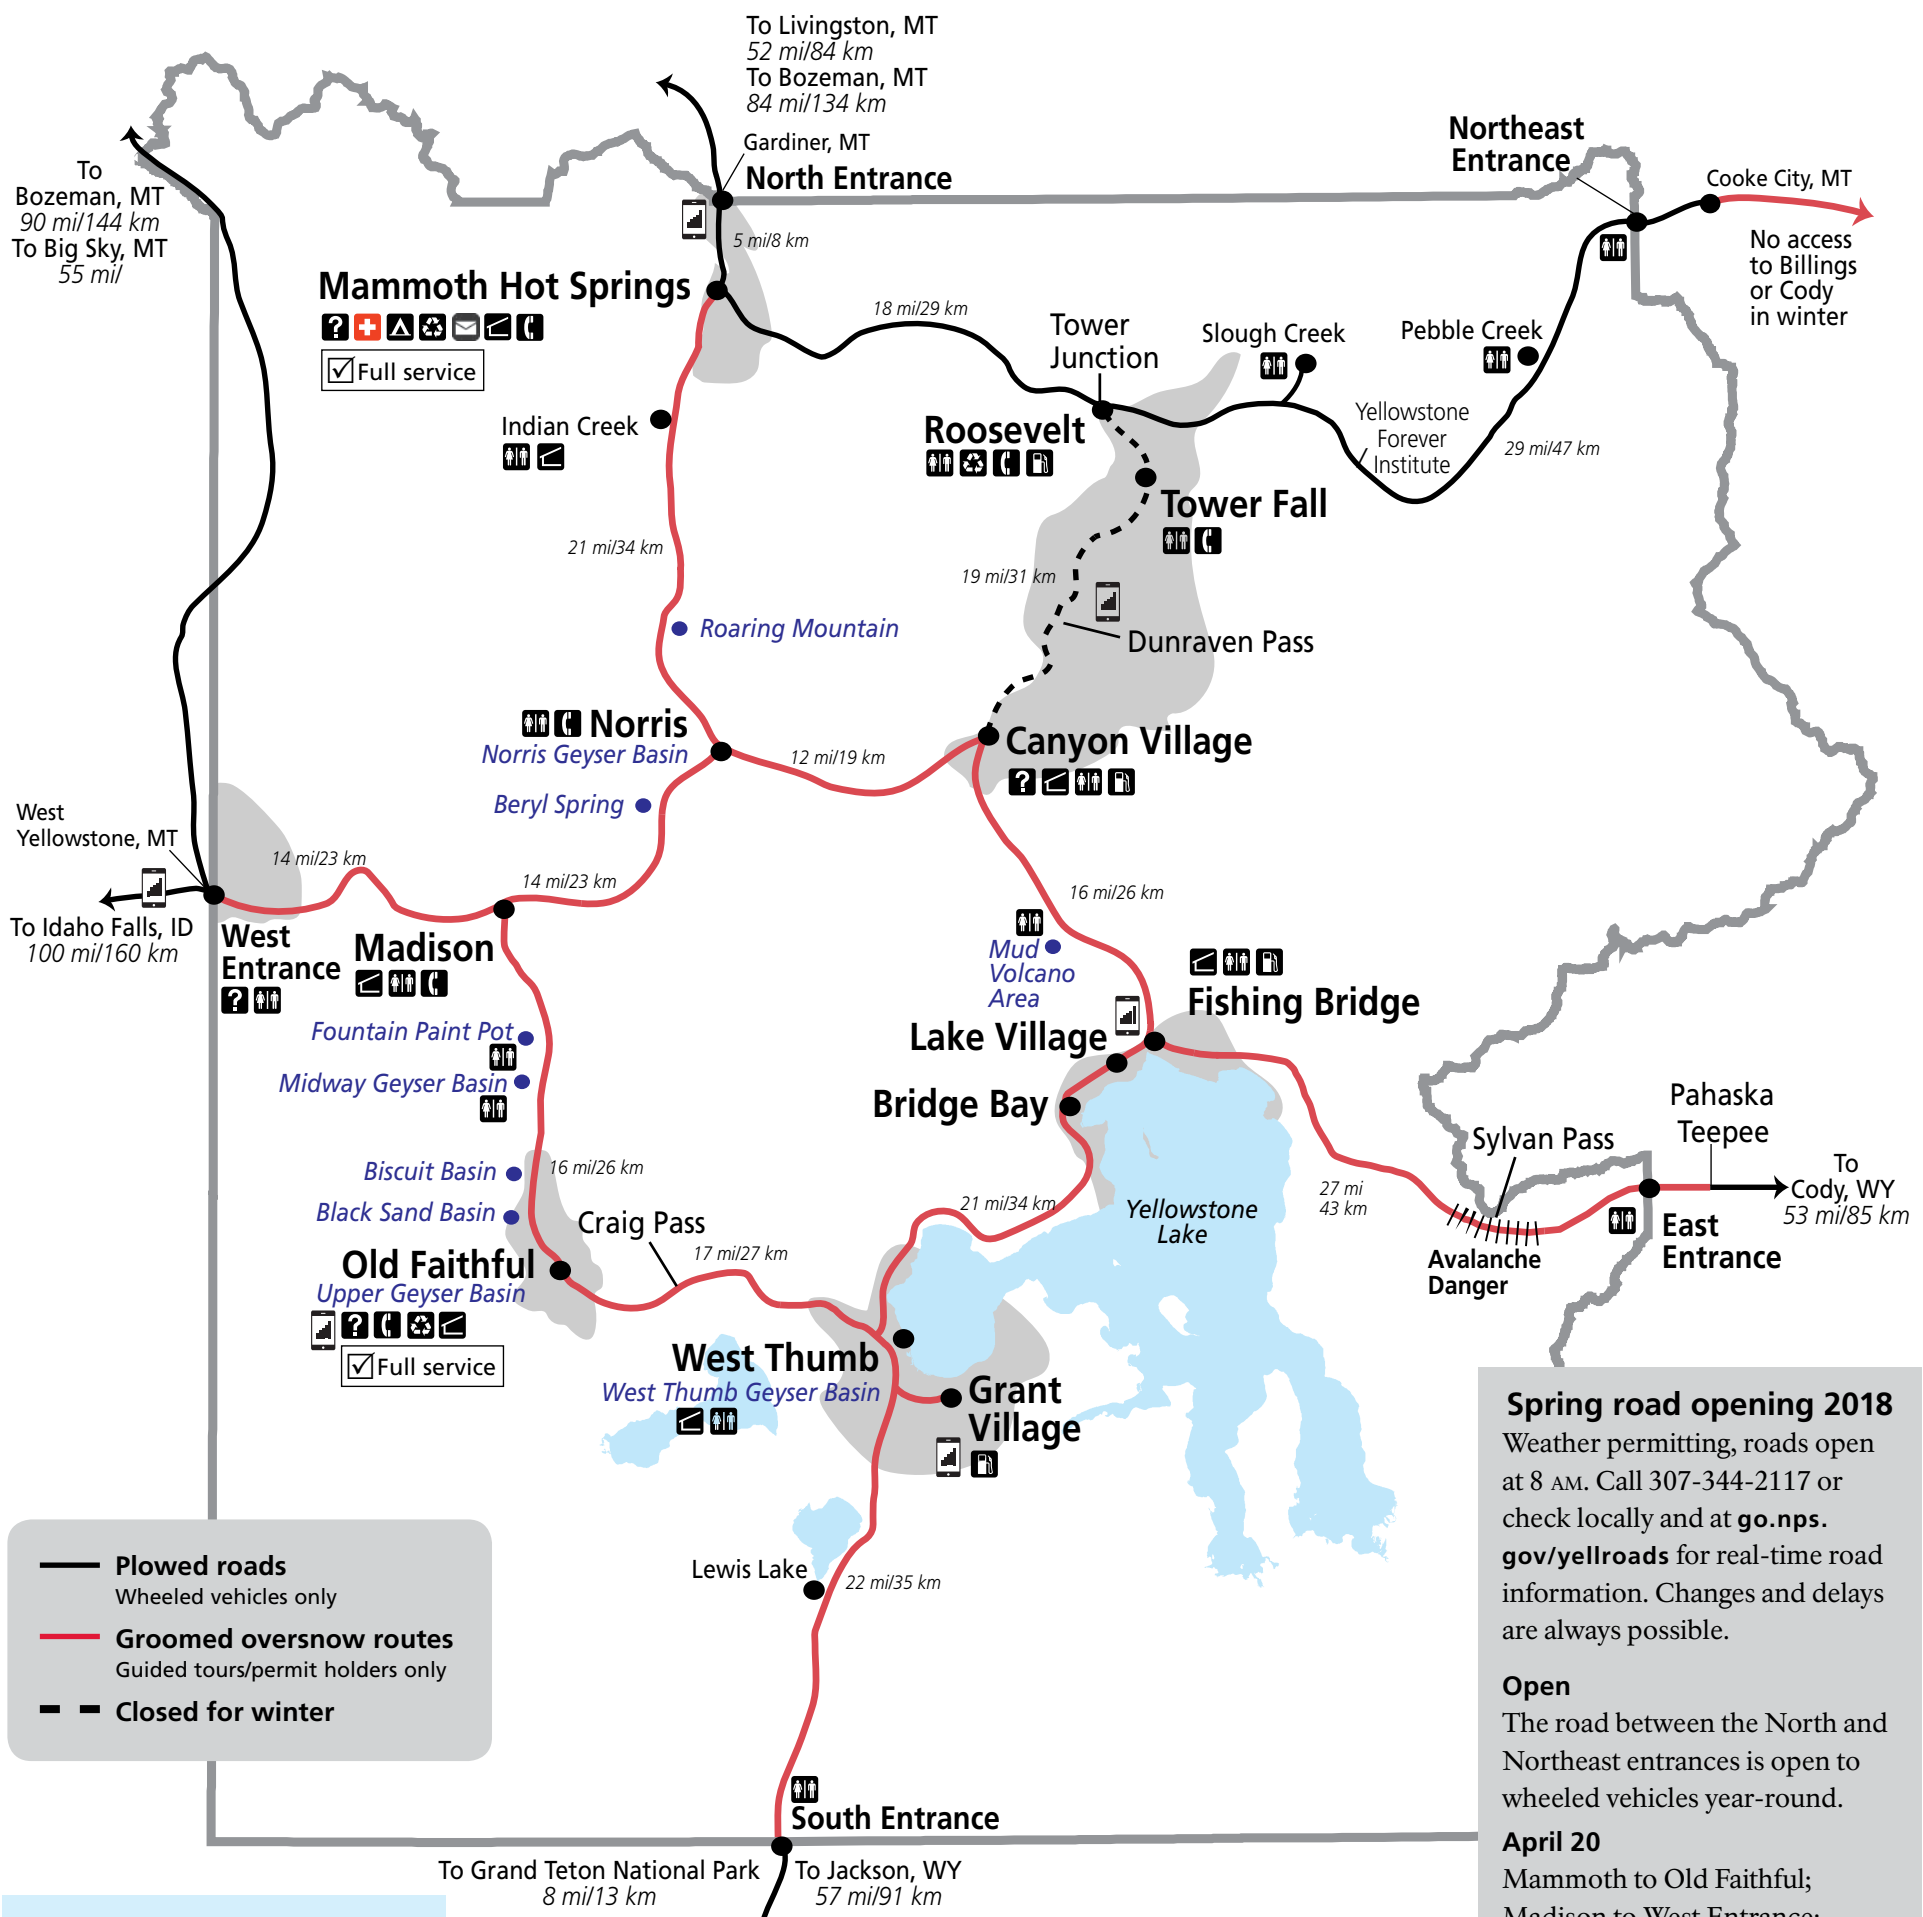 To Livingston, MT
52 mi/84 km
To Bozeman, MT
84 mi/134 km
Gardiner, MT
North Entrance
Northeast
Entrance
Cooke City, MT
No access
to Billings
or Cody
in winter
To
Bozeman, MT
90 mi/144 km
To Big Sky, MT
55 mi/
5 mi/8 km
Mammoth Hot Springs
?
Full service
18 mi/29 km
Tower
Junction
Slough Creek
Pebble Creek
Indian Creek
Roosevelt
Yellowstone
Forever
Institute
29 mi/47 km
Tower Fall
21 mi/34 km
19 mi/31 km
Roaring Mountain
Dunraven Pass
Norris
Norris Geyser Basin
12 mi/19 km
Canyon Village
?
Beryl Spring
West
Yellowstone, MT
14 mi/23 km
14 mi/23 km
16 mi/26 km
To Idaho Falls, ID
100 mi/160 km
West
Entrance
?
Madison
Mud
Volcano
Area
Fishing Bridge
Fountain Paint Pot
Lake Village
Midway Geyser Basin
Bridge Bay
Pahaska
Teepee
Sylvan Pass
Biscuit Basin
16 mi/26 km
To
Cody, WY
53 mi/85 km
Black Sand Basin
Craig Pass
21 mi/34 km
Yellowstone
Lake
27 mi
43 km
East
Entrance
Avalanche
Danger
Old Faithful
Upper Geyser Basin
?
Full service
17 mi/27 km
West Thumb
West Thumb Geyser Basin
Grant
Village
Lewis Lake
22 mi/35 km
Plowed roads
Wheeled vehicles only
Groomed oversnow routes
Guided tours/permit holders only
Closed for winter
South Entrance
To Grand Teton National Park
8 mi/13 km
To Jackson, WY
57 mi/91 km
Spring road opening 2018
Weather permitting, roads open
at 8 AM. Call 307-344-2117 or
check locally and at go.nps.
gov/yellroads for real-time road
information. Changes and delays
are always possible.
Open
The road between the North and
Northeast entrances is open to
wheeled vehicles year-round.
April 20
Mammoth to Old Faithful;
Madison to West Entrance;